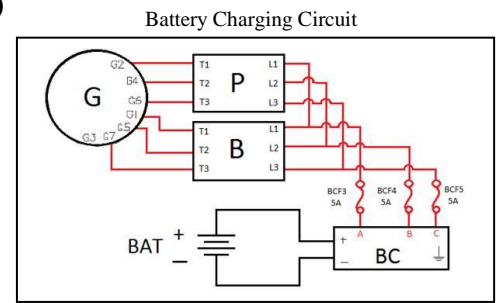 )
Battery Charging Circuit
G2
G4
G6
G1
G5
G7
G3
G
T1
T2
T3
P
L1
L2
L3
T1
T2
T3
B
L1
L2
L3
BCF3
5A
BCF4
5A
BCF5
5A
BAT
+
−
+
−
A
B
C
BC